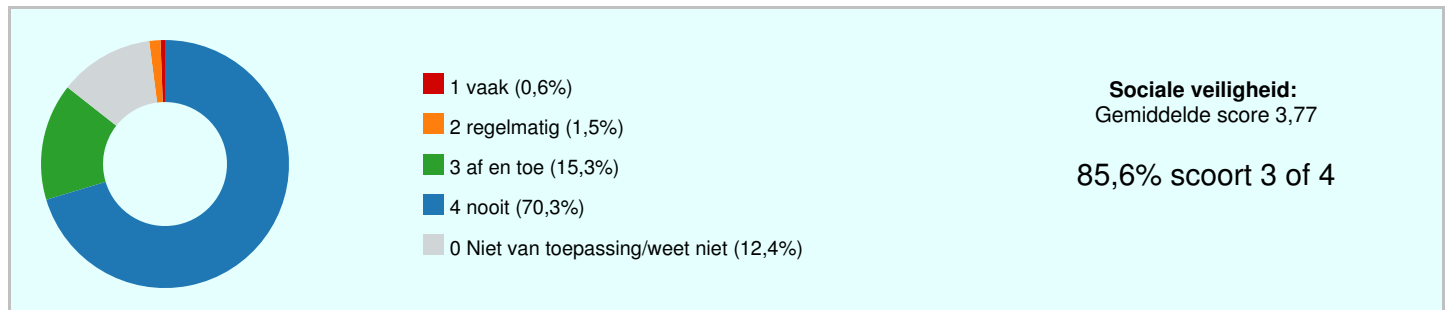 1 vaak (0,6%)
2 regelmatig (1,5%)
3 af en toe (15,3%)
4 nooit (70,3%)
0 Niet van toepassing/weet niet (12,4%)
Sociale veiligheid:
Gemiddelde score 3,77
85,6% scoort 3 of 4